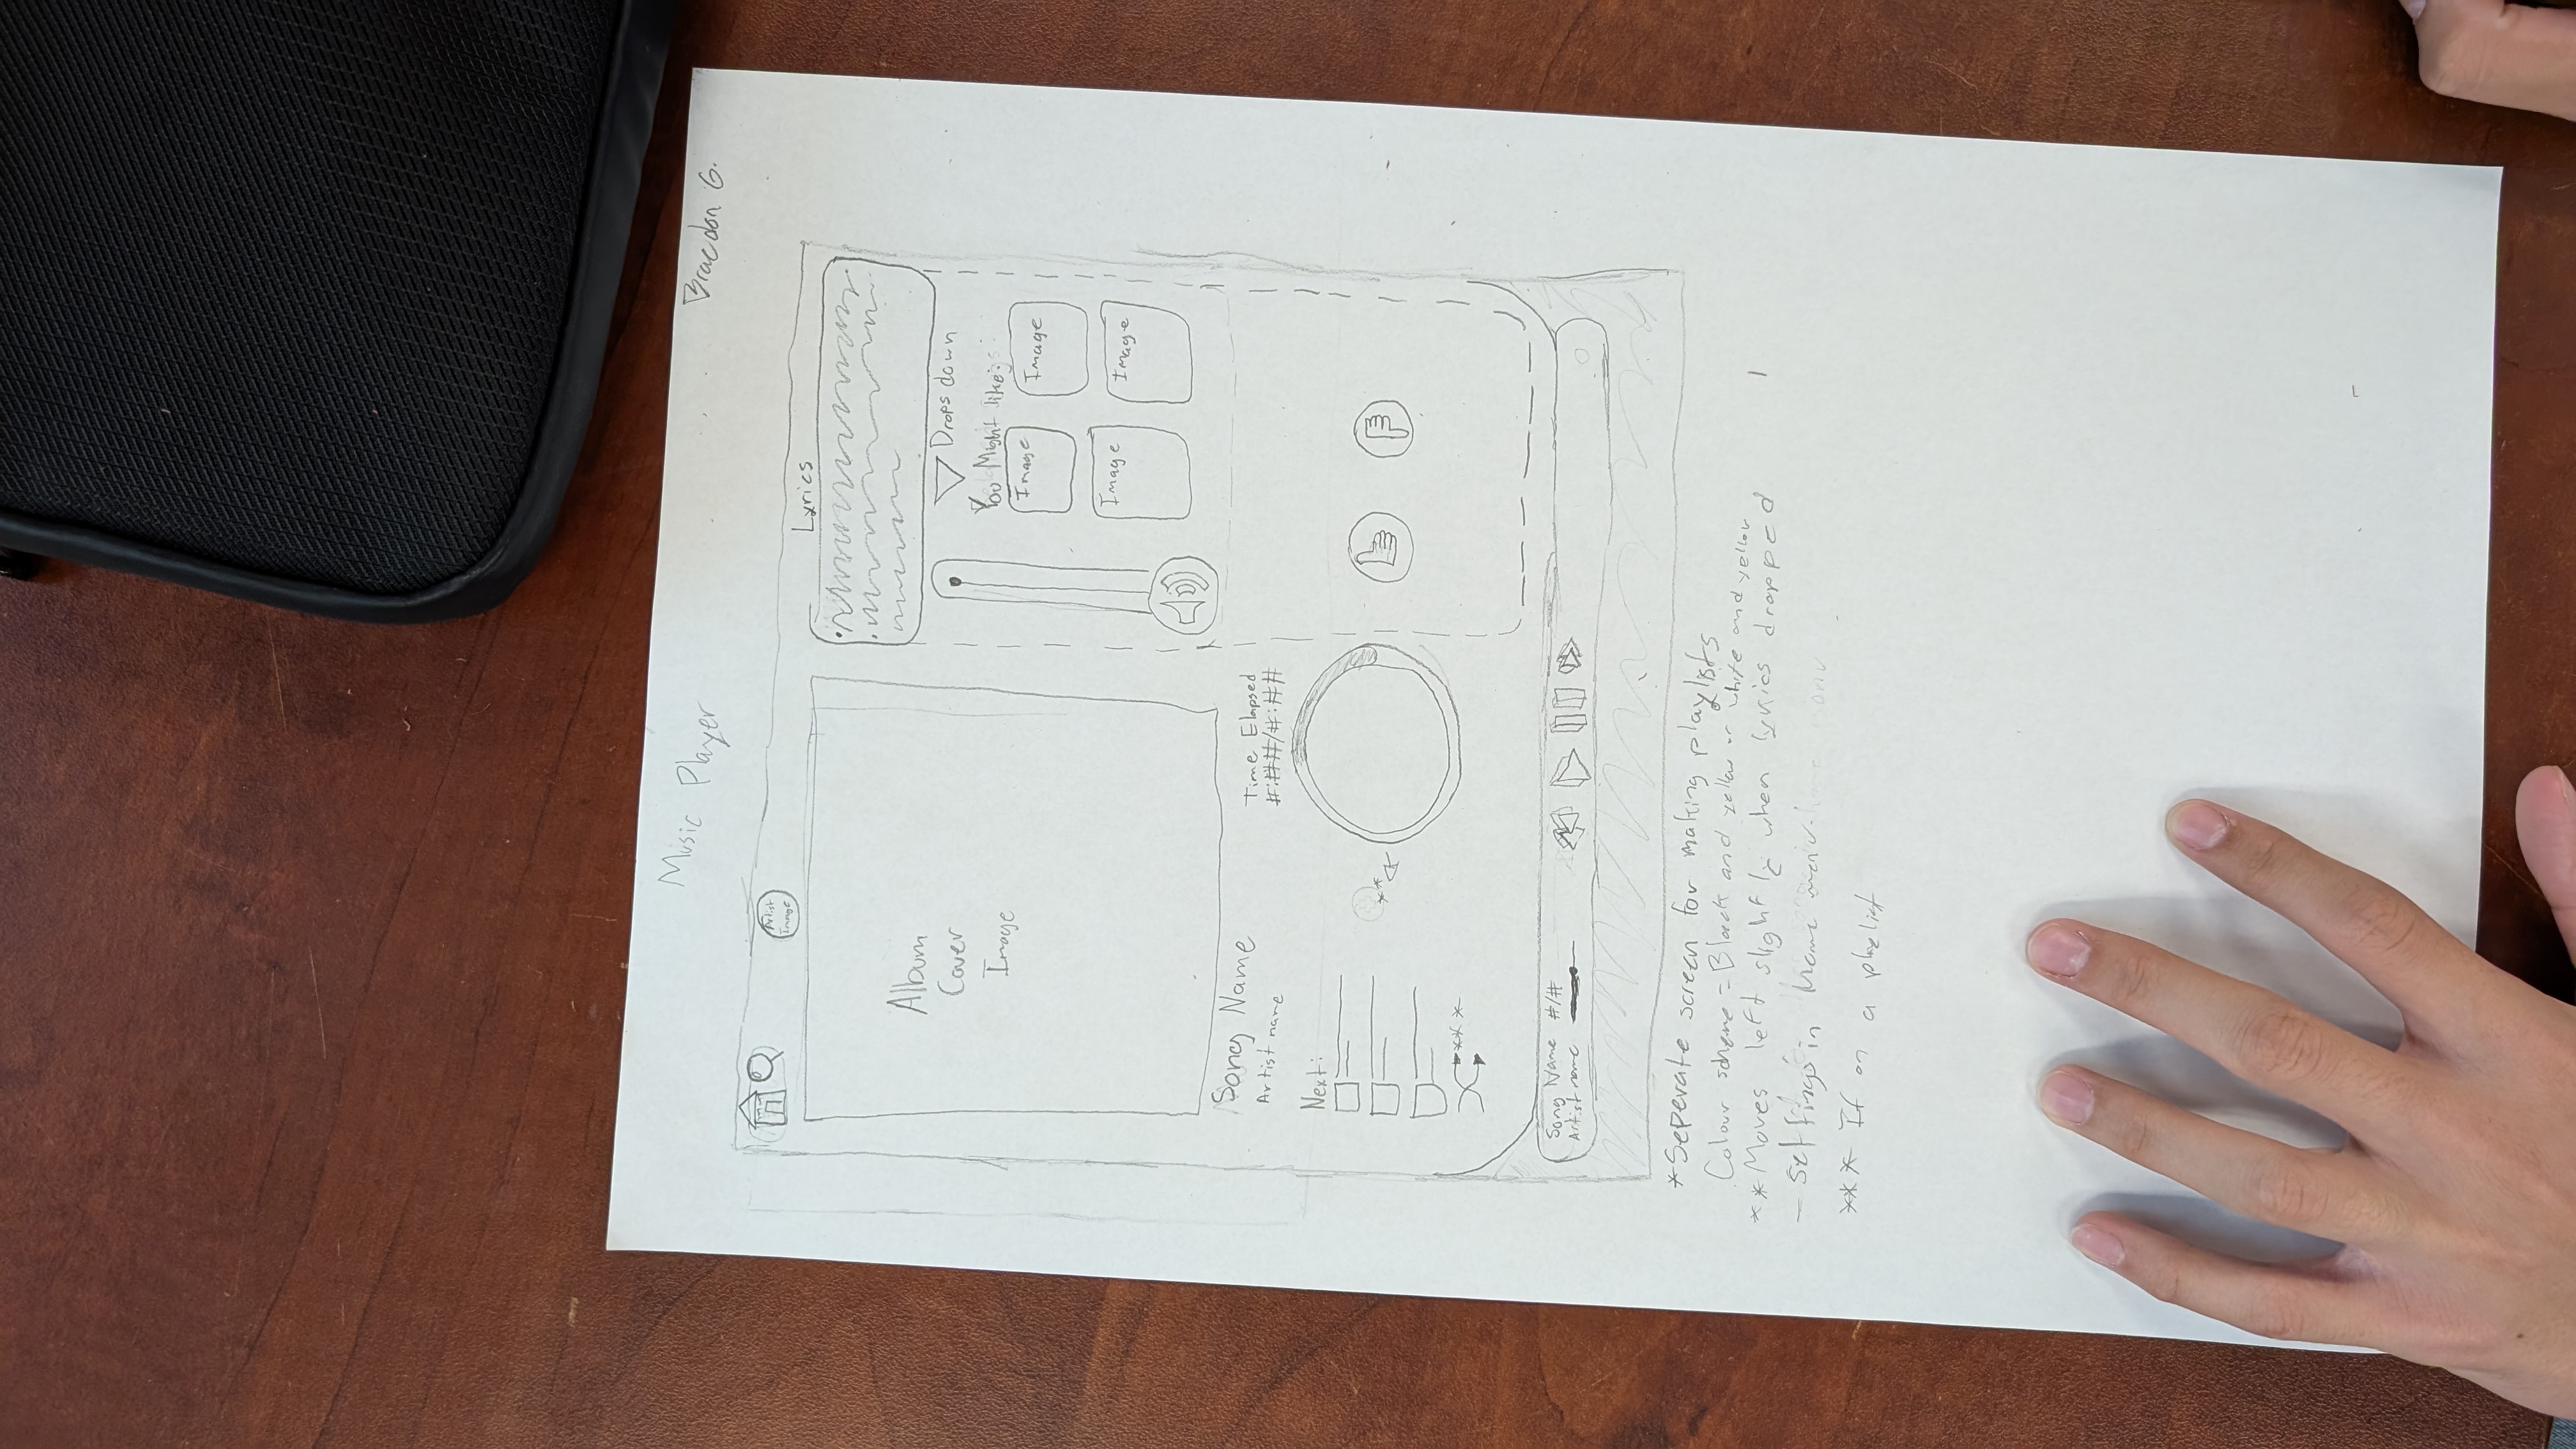 Braedon G.
Music Player
Artist
Image
Lyrics
Album
Cover
Image
Drops down
You Might like:
Image
Image
Image
Image
Song Name
Artist name
Time Elapsed
#:##/#:##
Next:
**
***
Song Name #/#
Artist name
*Seperate screen for making playlists
Colour scheme = Black and yellow or white and yellow
** Moves left slightly when lyrics dropped
- Settings in home menu
*** If on a playlist